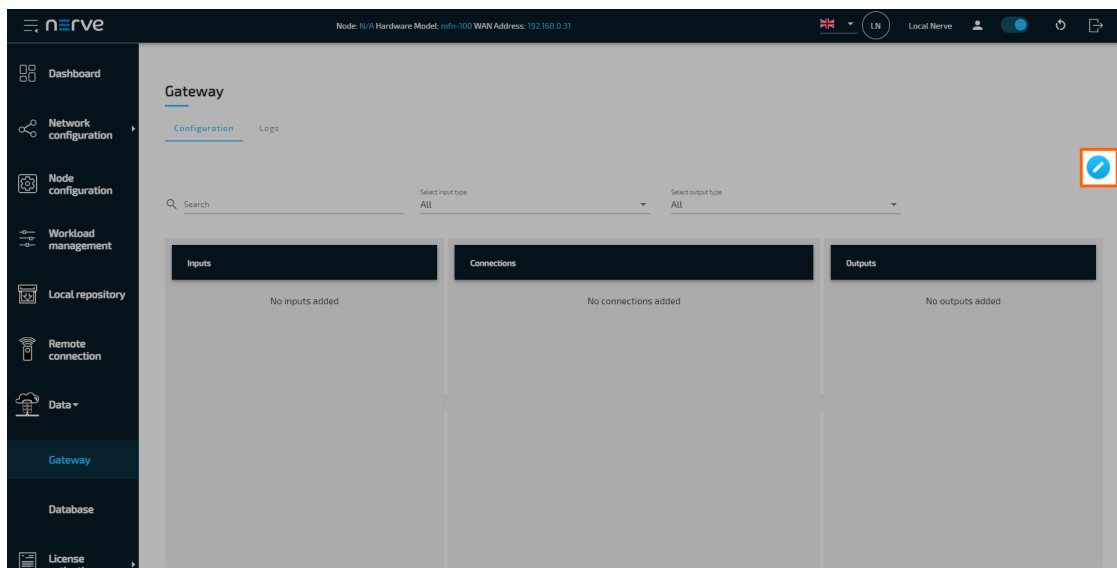 nerve
Node: N/A Hardware Model: mfn-100 WAN Address: 192.168.0.31
LN
Local Nerve
Dashboard
Network
configuration
Node
configuration
Workload
management
Local repository
Remote
connection
Data
Gateway
Database
License
Gateway
Configuration
Logs
Search
Select input type
All
Select output type
All
Inputs
Connections
Outputs
No inputs added
No connections added
No outputs added